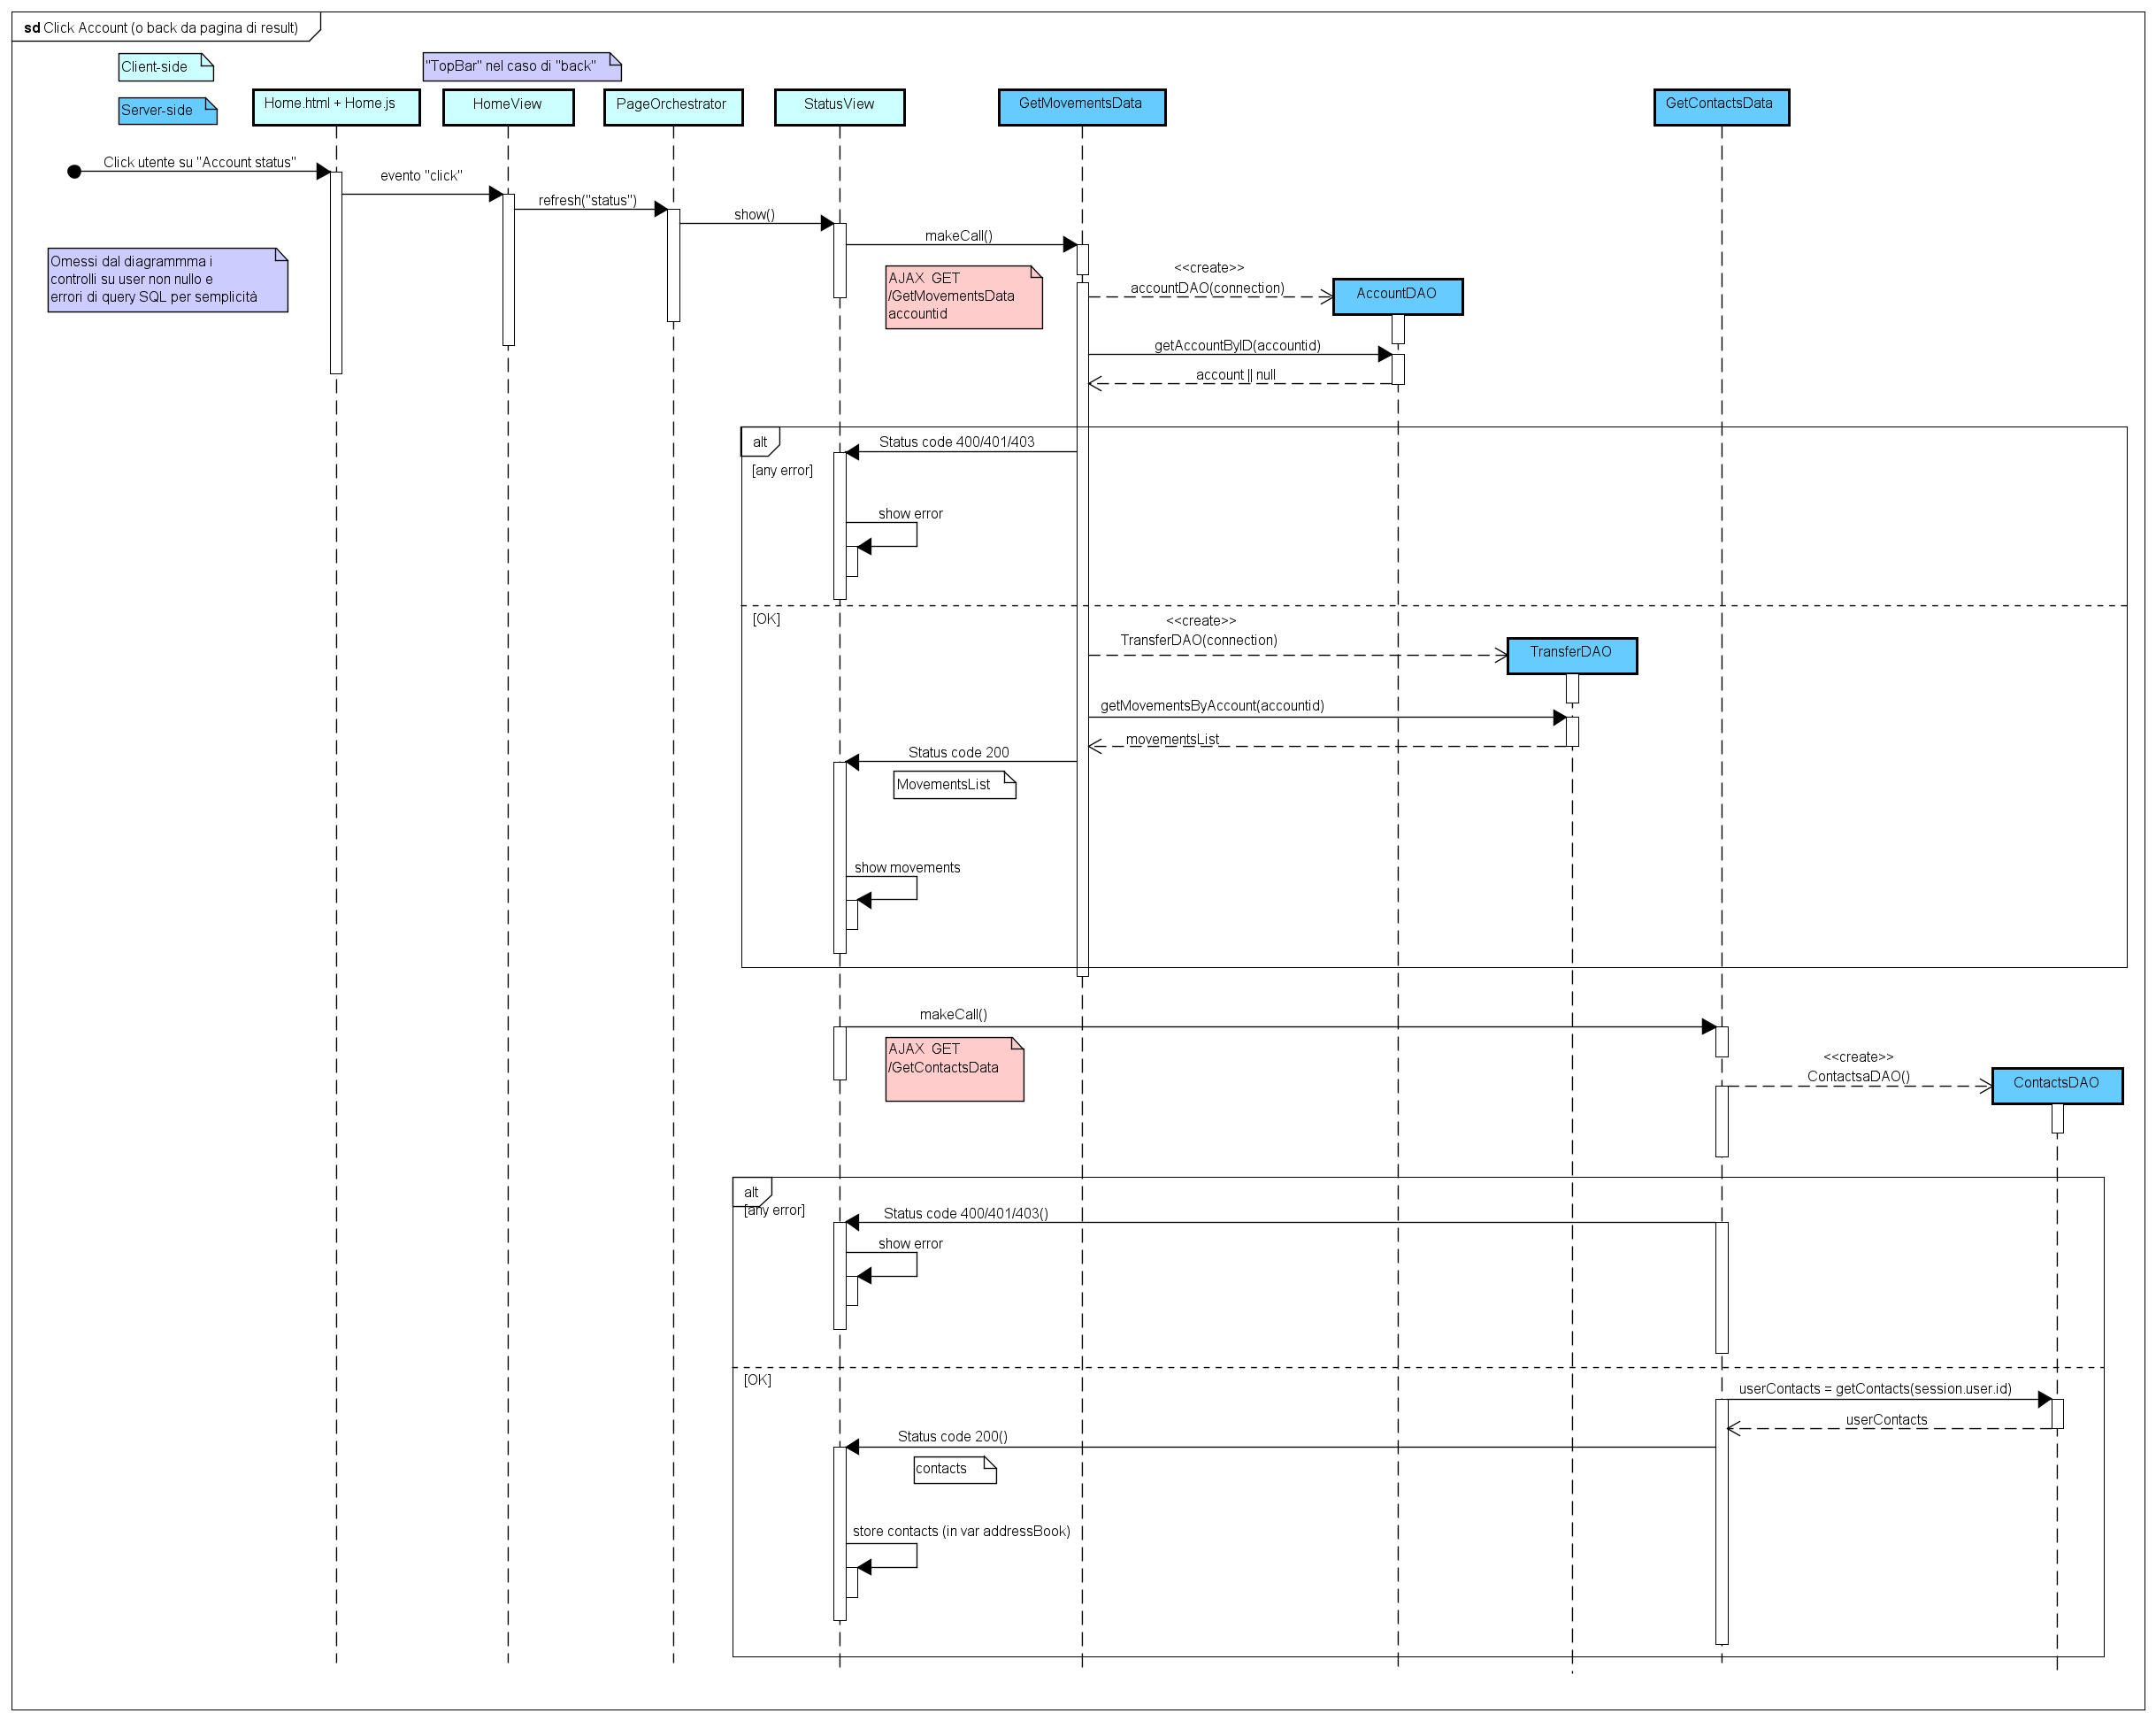 sd Click Account (o back da pagina di result)
Client-side
"TopBar" nel caso di "back"
Server-side
Home.html + Home.js
HomeView
PageOrchestrator
StatusView
GetMovementsData
GetContactsData
Click utente su "Account status"
evento "click"
refresh("status")
show()
makeCall()
Omessi dal diagrammma i
controlli su user non nullo e
errori di query SQL per semplicità
AJAX GET
/GetMovementsData
accountid
<<create>>
accountDAO(connection)
AccountDAO
getAccountByID(accountid)
account || null
alt
[any error]
Status code 400/401/403
show error
[OK]
<<create>>
TransferDAO(connection)
TransferDAO
getMovementsByAccount(accountid)
movementsList
Status code 200
MovementsList
show movements
makeCall()
AJAX GET
/GetContactsData
<<create>>
ContactsaDAO()
ContactsDAO
alt
[any error]
Status code 400/401/403()
show error
[OK]
userContacts = getContacts(session.user.id)
userContacts
Status code 200()
contacts
store contacts (in var addressBook)